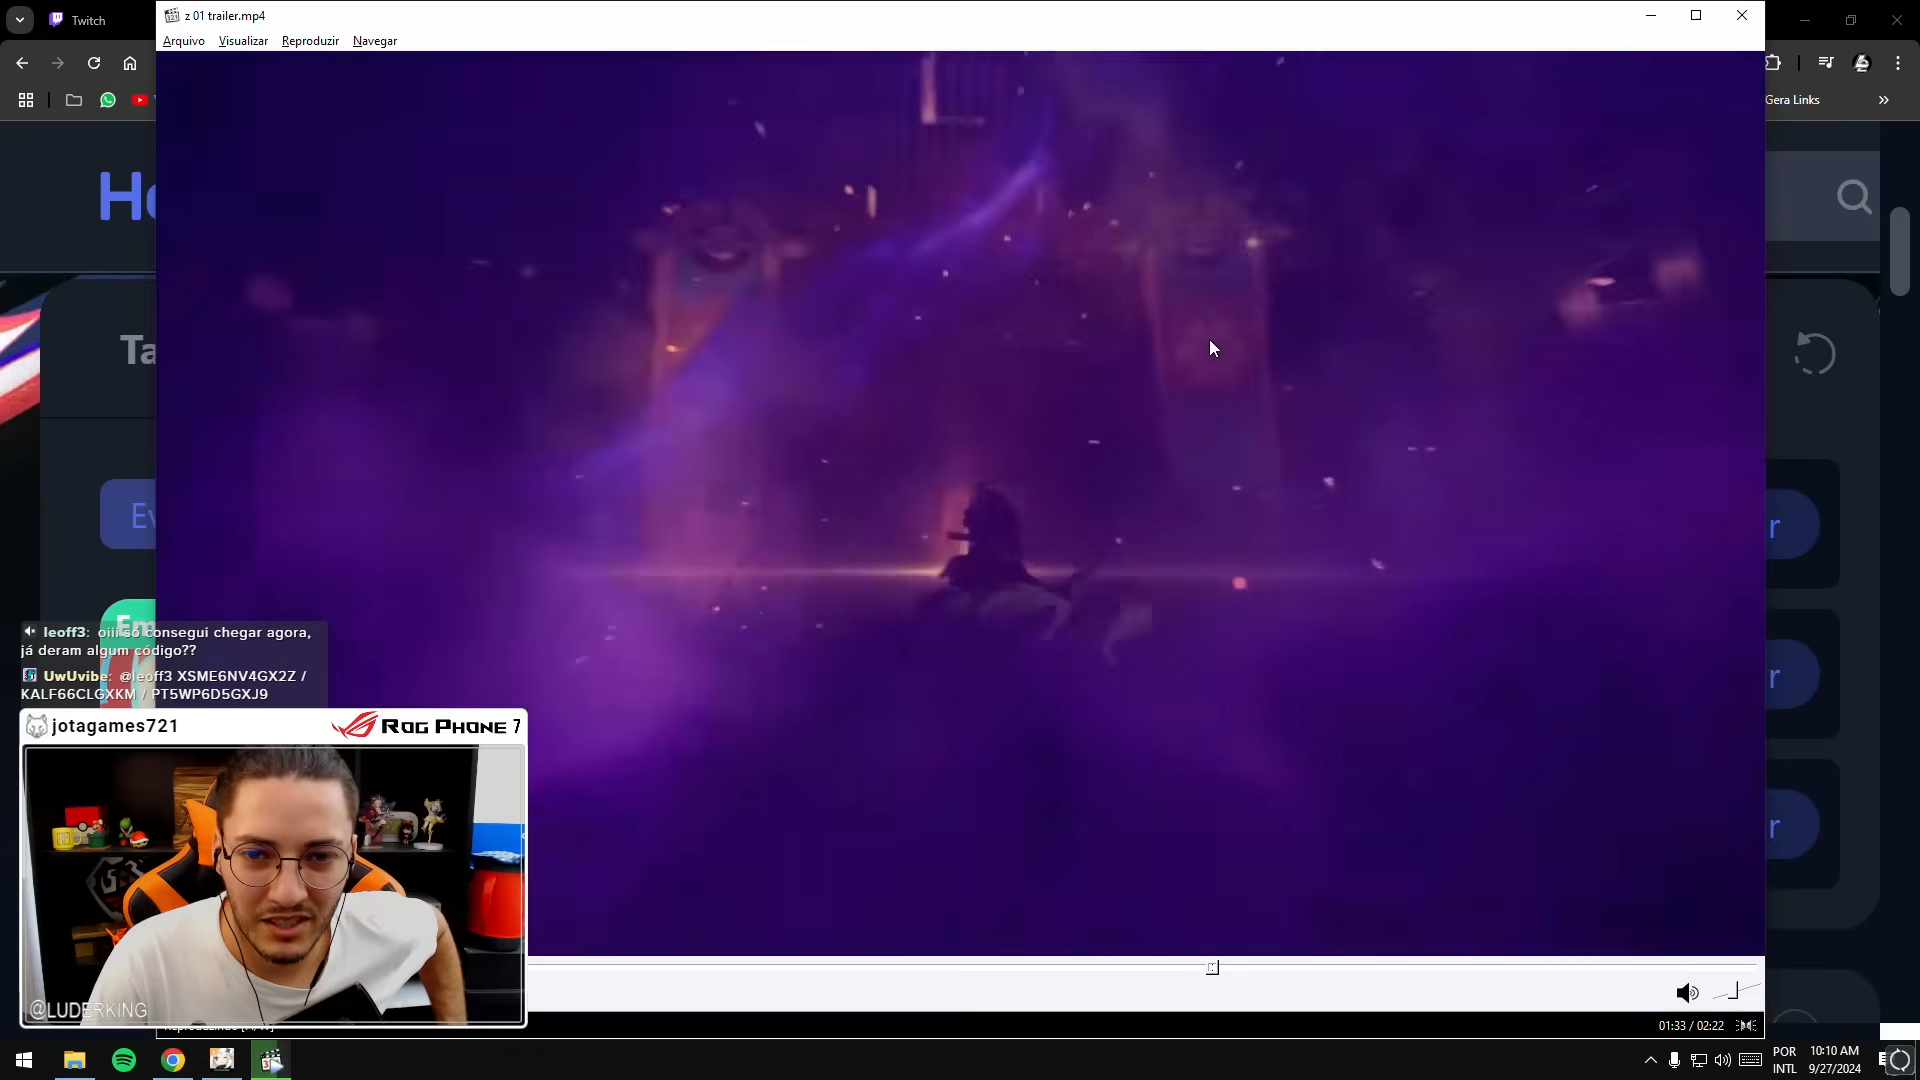 Twitch
z 01 trailer.mp4
Arquivo Visualizar Reproduzir Navegar
Gera Links
Ta
Em
leoff3: oiii só consegui chegar agora,
já deram algum código??
UwUvibe: @leoff3 XSME6NV4GX2Z /
KALF66CLGXKM / PT5WP6D5GXJ9
jotagames721
ROG PHONE 7
@LUDERKING
01:33 / 02:22
POR
INTL
10:10 AM
9/27/2024